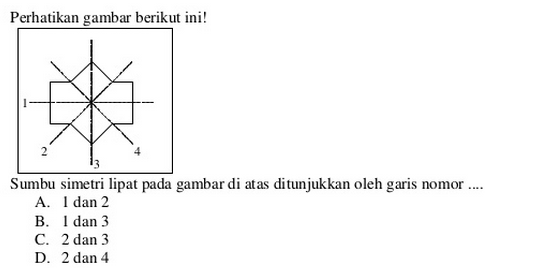 Perhatikan gambar berikut ini!
1
2
4
3
Sumbu simetri lipat pada gambar di atas ditunjukkan oleh garis nomor ....
A. 1 dan 2
B. 1 dan 3
C. 2 dan 3
D. 2 dan 4